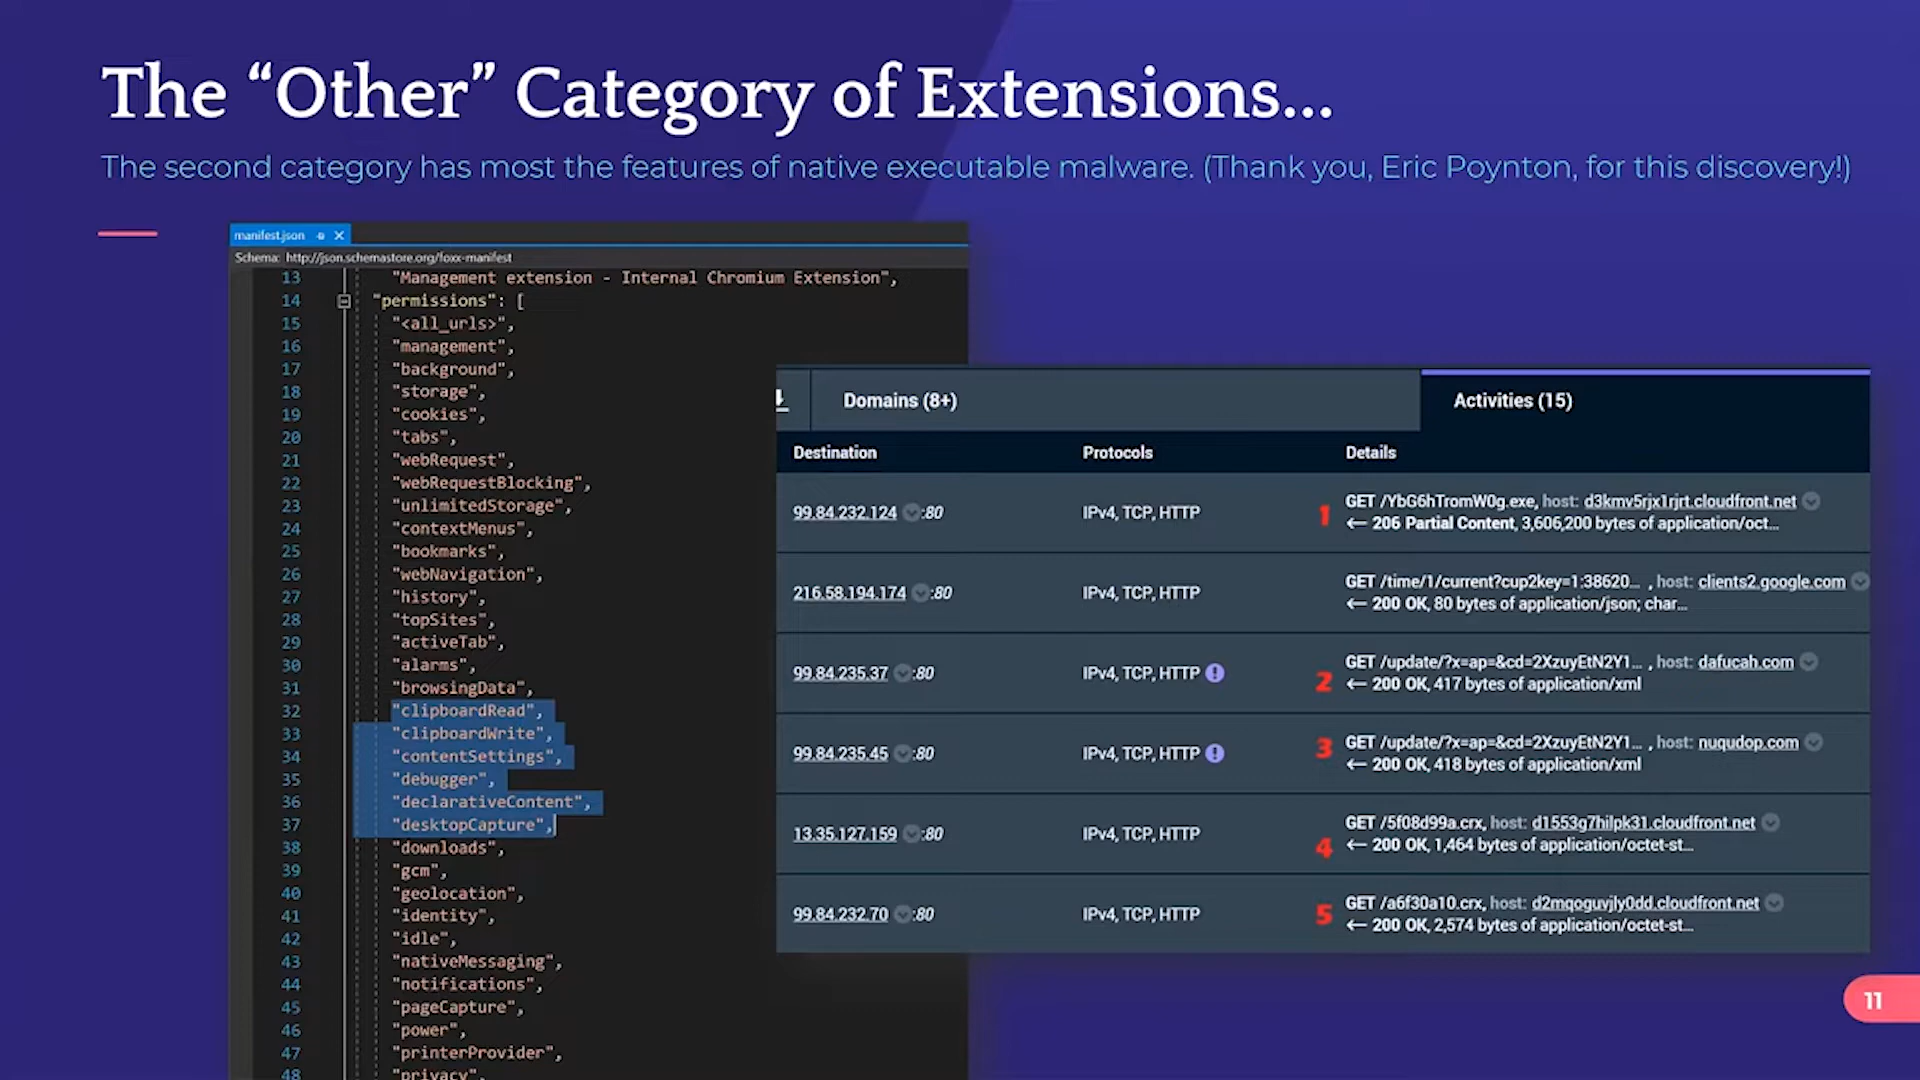 The “Other” Category of Extensions...
The second category has most the features of native executable malware. (Thank you, Eric Poynton, for this discovery!)
manifest.json
Schema: http://json.schemastore.org/foxx-manifest
13 "Management extension - Internal Chromium Extension",
14 "permissions": [
15 "<all_urls>",
16 "management",
17 "background",
18 "storage",
19 "cookies",
20 "tabs",
21 "webRequest",
22 "webRequestBlocking",
23 "unlimitedStorage",
24 "contextMenus",
25 "bookmarks",
26 "webNavigation",
27 "history",
28 "topSites",
29 "activeTab",
30 "alarms",
31 "browsingData",
32 "clipboardRead",
33 "clipboardWrite",
34 "contentSettings",
35 "debugger",
36 "declarativeContent",
37 "desktopCapture",
38 "downloads",
39 "gcm",
40 "geolocation",
41 "identity",
42 "idle",
43 "nativeMessaging",
44 "notifications",
45 "pageCapture",
46 "power",
47 "printerProvider",
48 "privacy",
Domains (8+) Activities (15)
Destination Protocols Details
99.84.232.124 :80 IPv4, TCP, HTTP 1 GET /YbG6hTromW0g.exe, host: d3kmv5rjx1rjrt.cloudfront.net
← 206 Partial Content, 3,606,200 bytes of application/oct...
216.58.194.174 :80 IPv4, TCP, HTTP GET /time/1/current?cup2key=1:38620... , host: clients2.google.com
← 200 OK, 80 bytes of application/json; char...
99.84.235.37 :80 IPv4, TCP, HTTP ! 2 GET /update/?x=ap=&cd=2XzuyEtN2Y1... , host: dafucah.com
← 200 OK, 417 bytes of application/xml
99.84.235.45 :80 IPv4, TCP, HTTP ! 3 GET /update/?x=ap=&cd=2XzuyEtN2Y1... , host: nuqudop.com
← 200 OK, 418 bytes of application/xml
13.35.127.159 :80 IPv4, TCP, HTTP 4 GET /5f08d99a.crx, host: d1553g7hilpk31.cloudfront.net
← 200 OK, 1,464 bytes of application/octet-st...
99.84.232.70 :80 IPv4, TCP, HTTP 5 GET /a6f30a10.crx, host: d2mqoguvjly0dd.cloudfront.net
← 200 OK, 2,574 bytes of application/octet-st...
11